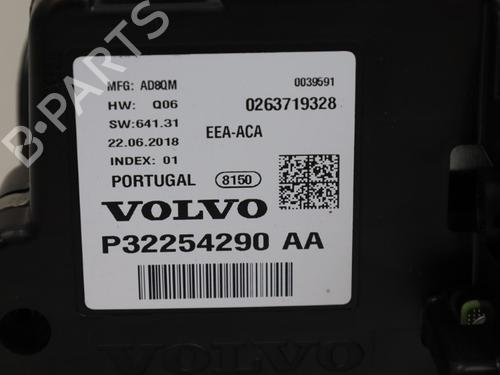 MFG: AD8QM 0039591
HW: Q06 0263719328
SW:641.31 EEA-ACA
22.06.2018
INDEX: 01
PORTUGAL 8150
VOLVO
P32254290 AA
B-PARTS